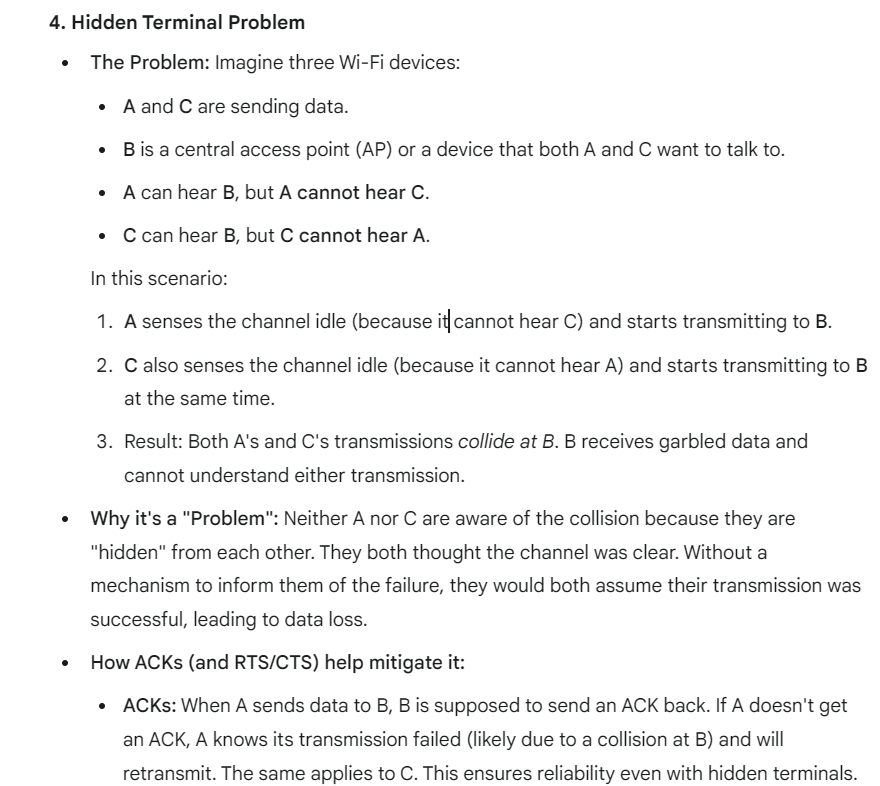 4. Hidden Terminal Problem
• The Problem: Imagine three Wi-Fi devices:
• A and C are sending data.
• B is a central access point (AP) or a device that both A and C want to talk to.
• A can hear B, but A cannot hear C.
• C can hear B, but C cannot hear A.
In this scenario:
1. A senses the channel idle (because it cannot hear C) and starts transmitting to B.
2. C also senses the channel idle (because it cannot hear A) and starts transmitting to B
at the same time.
3. Result: Both A's and C's transmissions collide at B. B receives garbled data and
cannot understand either transmission.
• Why it's a "Problem": Neither A nor C are aware of the collision because they are
"hidden" from each other. They both thought the channel was clear. Without a
mechanism to inform them of the failure, they would both assume their transmission was
successful, leading to data loss.
• How ACKs (and RTS/CTS) help mitigate it:
• ACKs: When A sends data to B, B is supposed to send an ACK back. If A doesn't get
an ACK, A knows its transmission failed (likely due to a collision at B) and will
retransmit. The same applies to C. This ensures reliability even with hidden terminals.